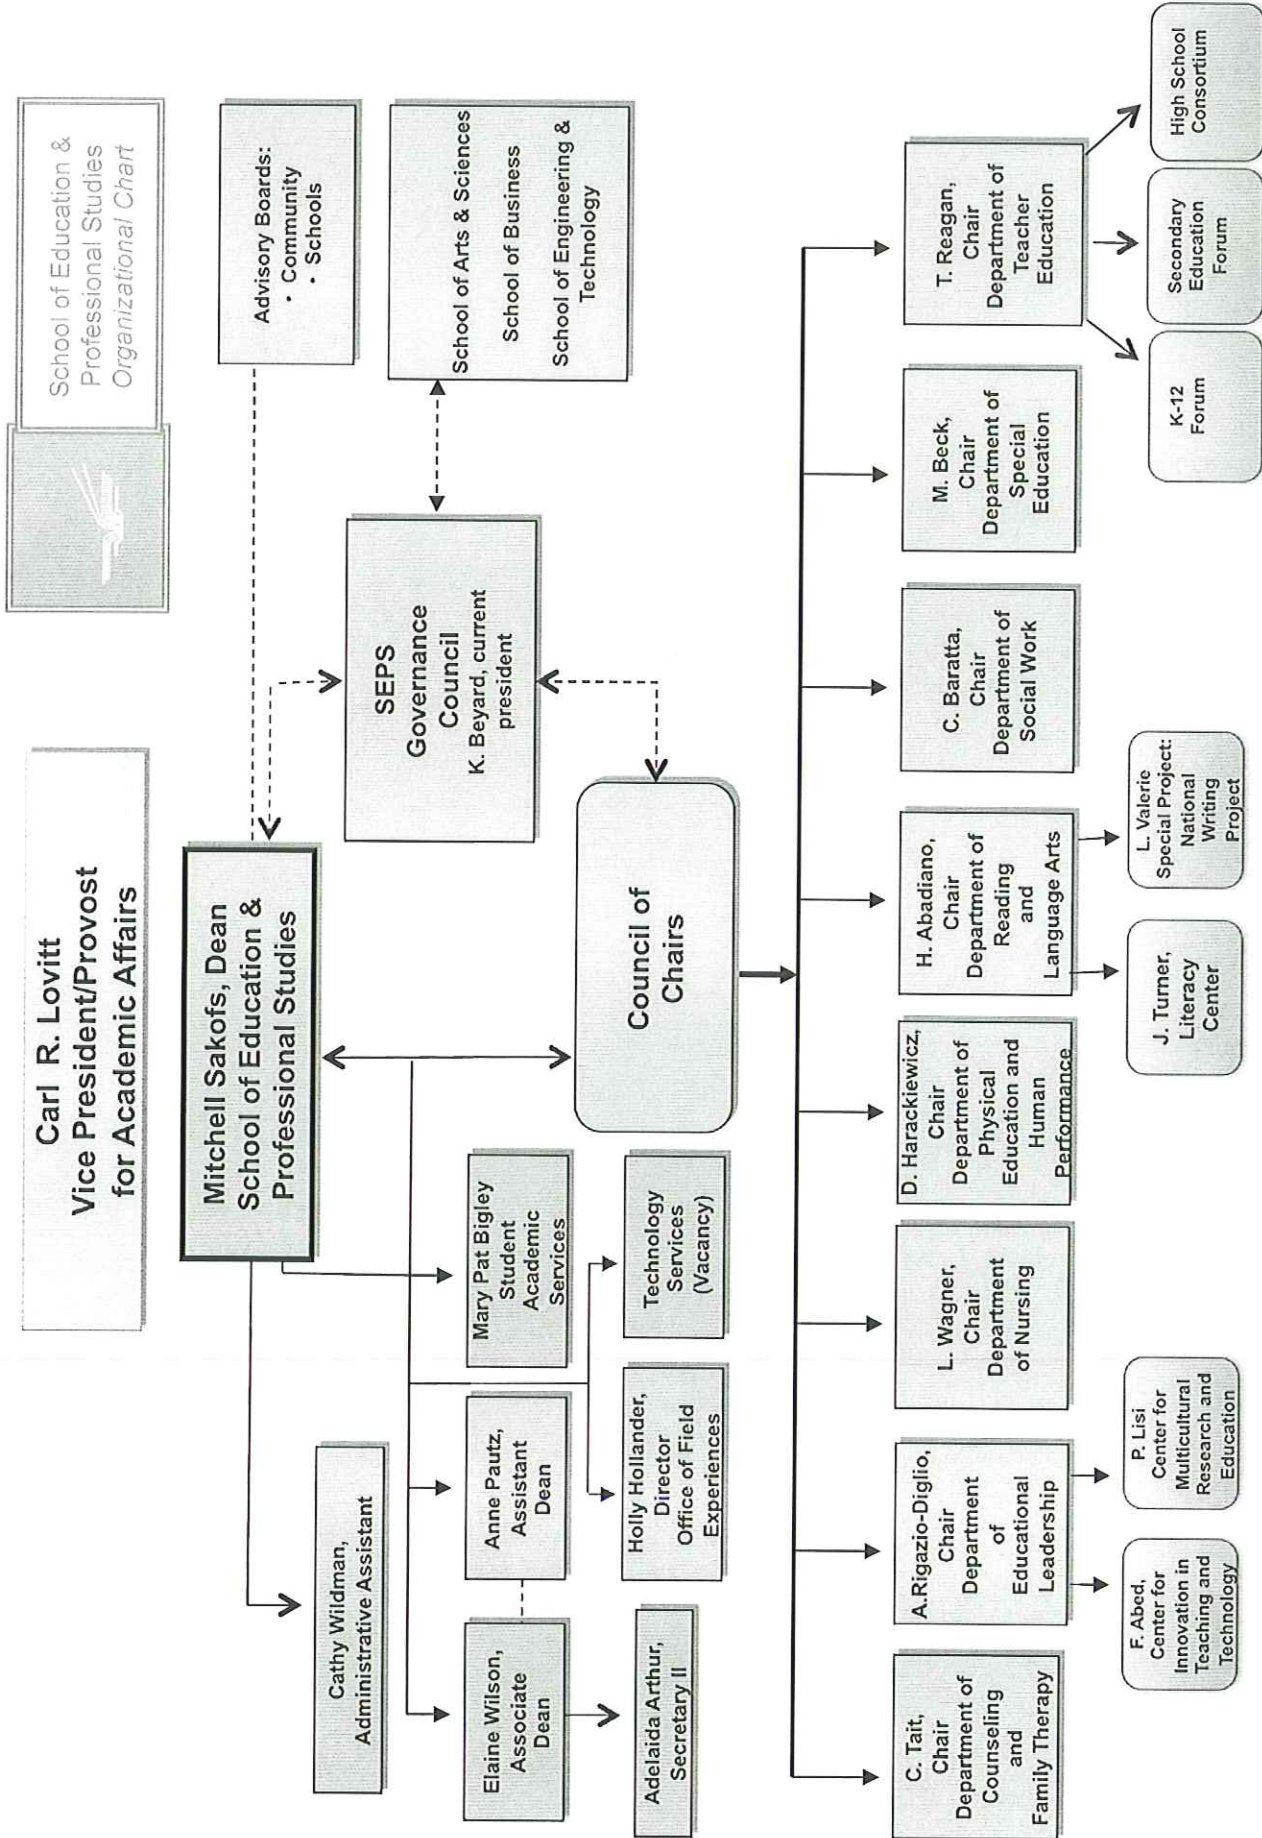 Carl R. Lovitt
Vice President/Provost
for Academic Affairs
School of Education &
Professional Studies
Organizational Chart
Mitchell Sakofs, Dean
School of Education &
Professional Studies
Advisory Boards:
• Community
• Schools
Cathy Wildman,
Administrative Assistant
SEPS
Governance
Council
K. Beyard, current
president
School of Arts & Sciences
School of Business
School of Engineering &
Technology
Elaine Wilson,
Associate
Dean
Anne Pautz,
Assistant
Dean
Mary Pat Bigley
Student
Academic
Services
Adelaida Arthur,
Secretary II
Holly Hollander,
Director
Office of Field
Experiences
Technology
Services
(Vacancy)
Council of
Chairs
C. Tait,
Chair
Department of
Counseling
and
Family Therapy
A.Rigazio-Diglio,
Chair
Department
of
Educational
Leadership
L. Wagner,
Chair
Department
of Nursing
D. Harackiewicz,
Chair
Department of
Physical
Education and
Human
Performance
H. Abadiano,
Chair
Department of
Reading
and
Language Arts
C. Baratta,
Chair
Department of
Social Work
M. Beck,
Chair
Department of
Special
Education
T. Reagan,
Chair
Department of
Teacher
Education
F. Abed,
Center for
Innovation in
Teaching and
Technology
P. Lisi
Center for
Multicultural
Research and
Education
J. Turner,
Literacy
Center
L. Valerie
Special Project:
National
Writing
Project
K-12
Forum
Secondary
Education
Forum
High School
Consortium